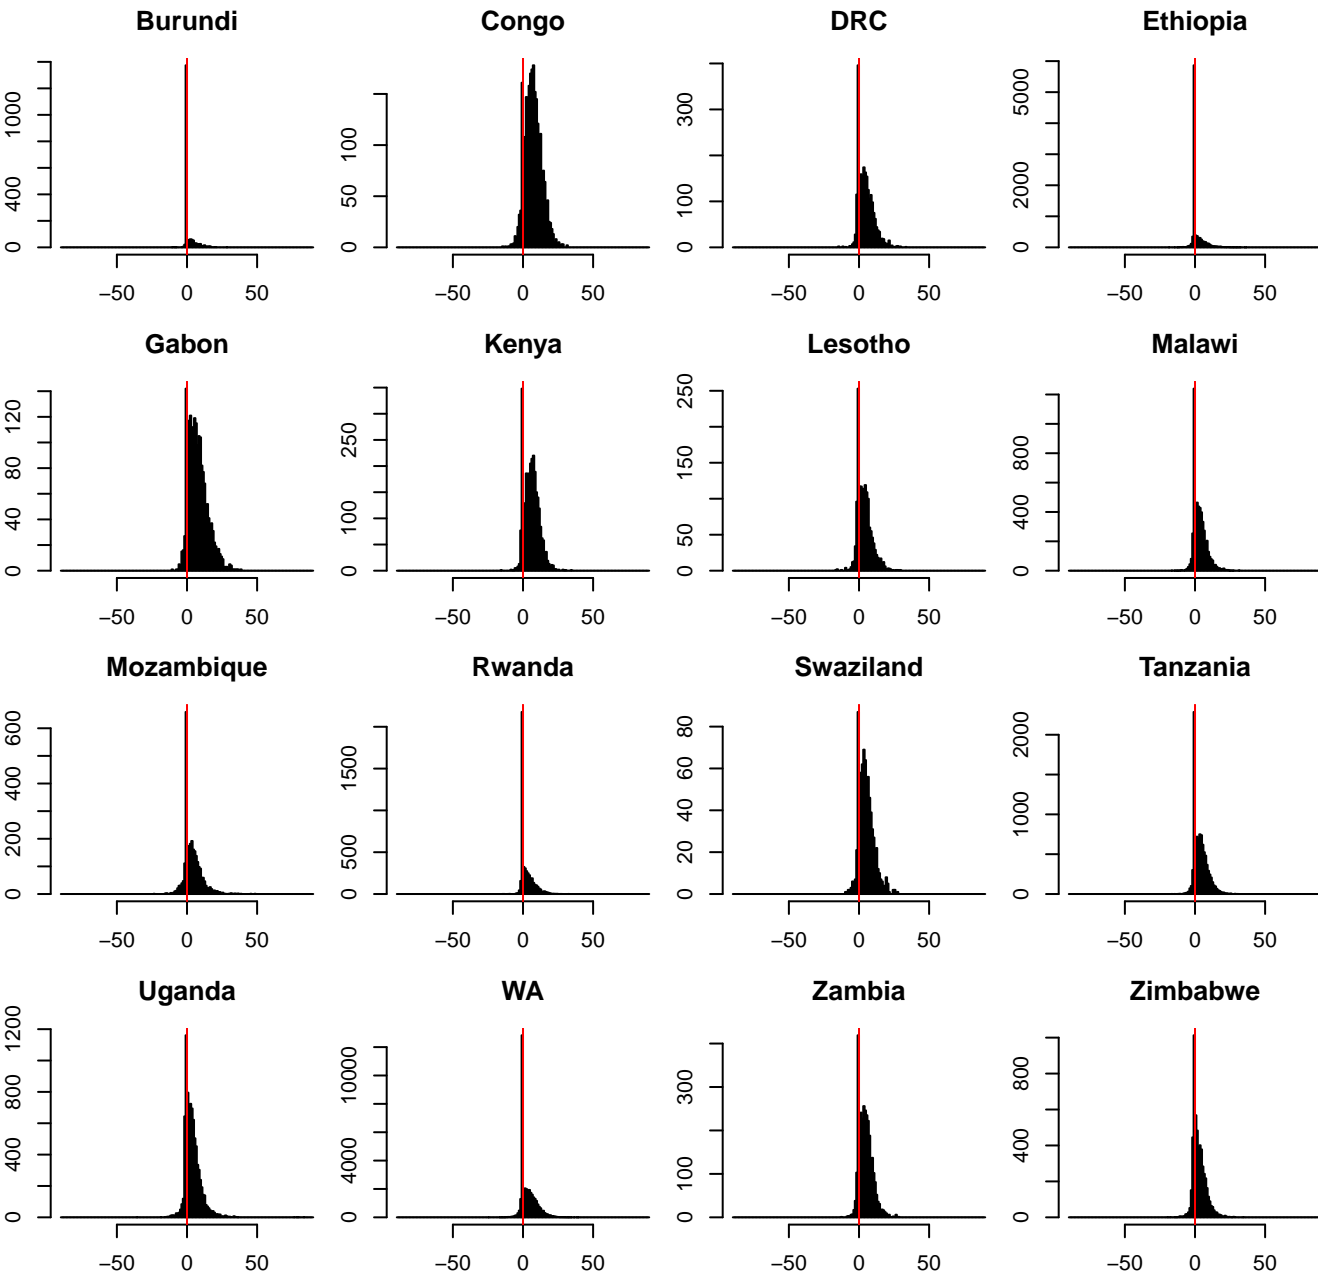 Burundi Congo DRC Ethiopia
0 400 1000
0 50 100
0 100 300
0 2000 5000
−50 0 50 −50 0 50 −50 0 50 −50 0 50
Gabon Kenya Lesotho Malawi
0 40 80 120
0 100 250
0 50 150 250
0 400 800
−50 0 50 −50 0 50 −50 0 50 −50 0 50
Mozambique Rwanda Swaziland Tanzania
0 200 400 600
0 500 1500
0 20 40 60 80
0 1000 2000
−50 0 50 −50 0 50 −50 0 50 −50 0 50
Uganda WA Zambia Zimbabwe
0 400 800 1200
0 4000 10000
0 100 300
0 400 800
−50 0 50 −50 0 50 −50 0 50 −50 0 50